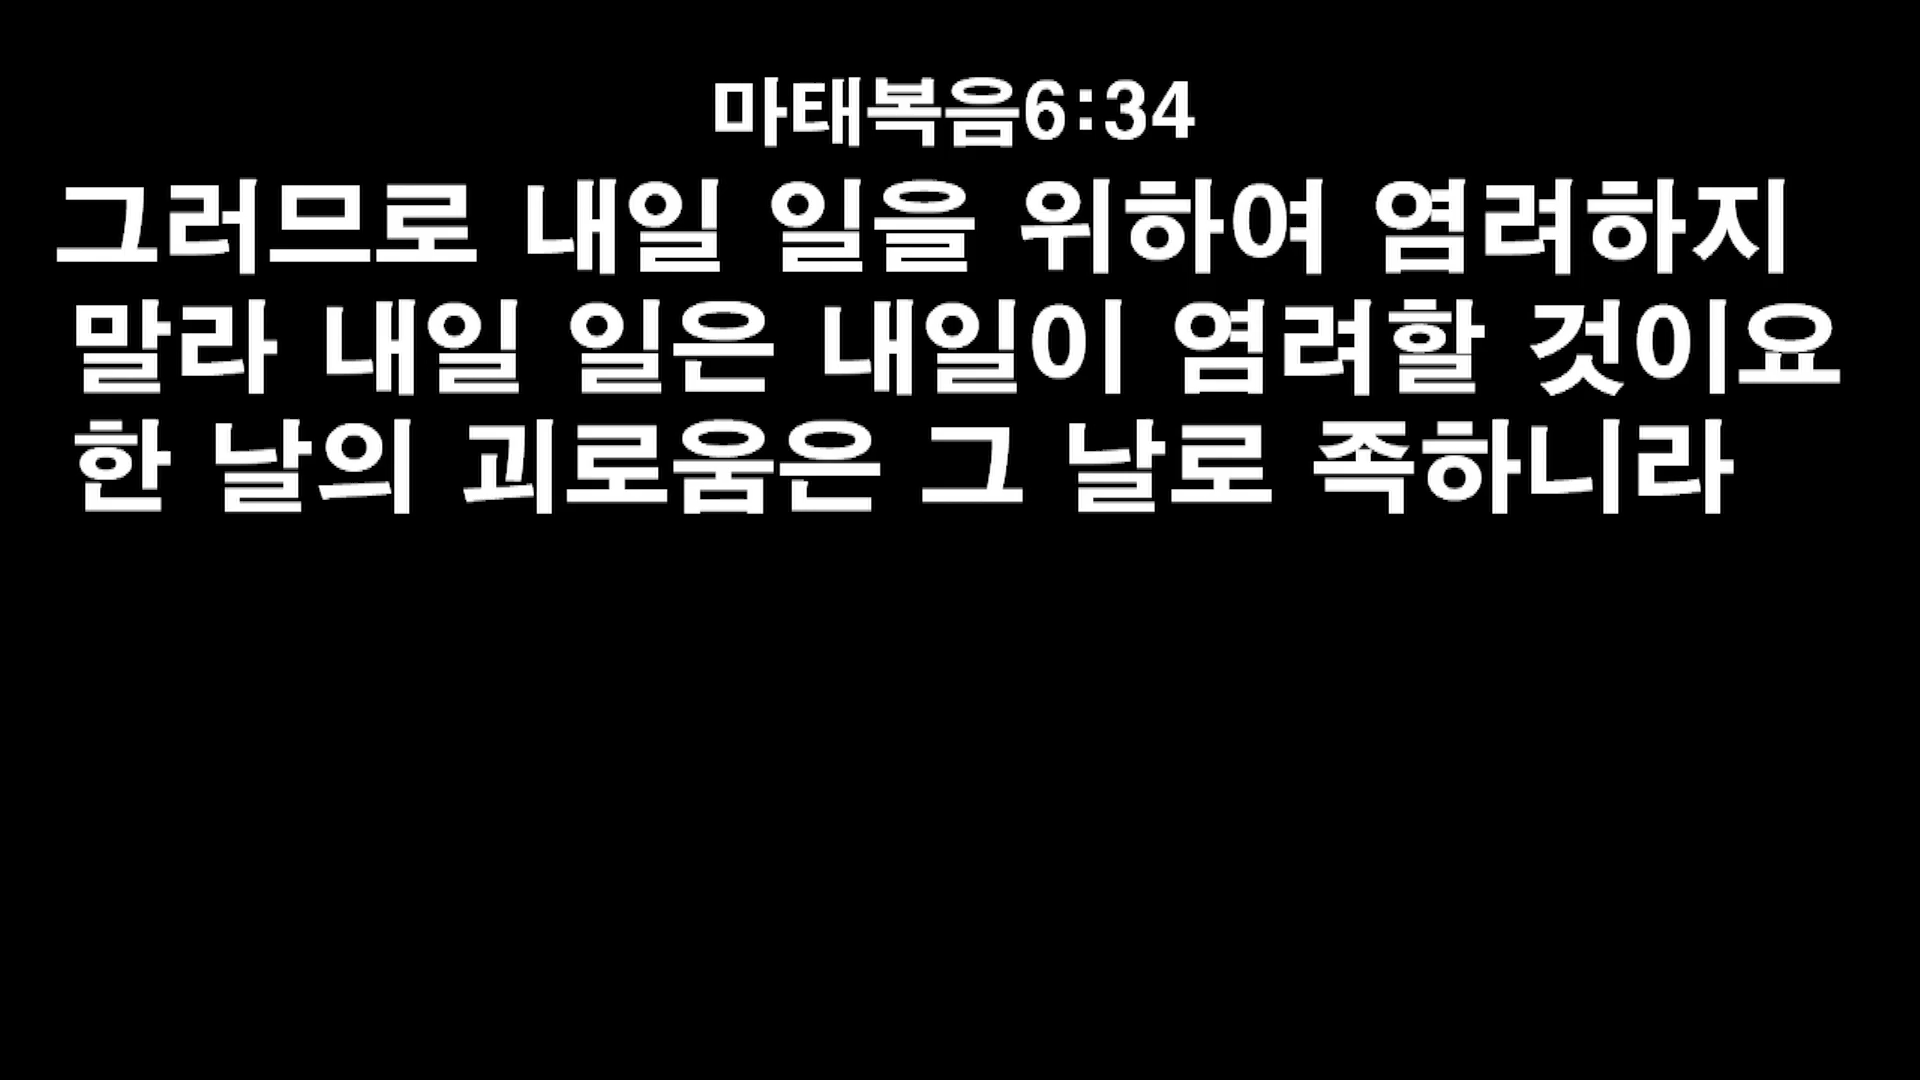 마태복음6:34
그러므로 내일 일을 위하여 염려하지
말라 내일 일은 내일이 염려할 것이요
한 날의 괴로움은 그 날로 족하니라